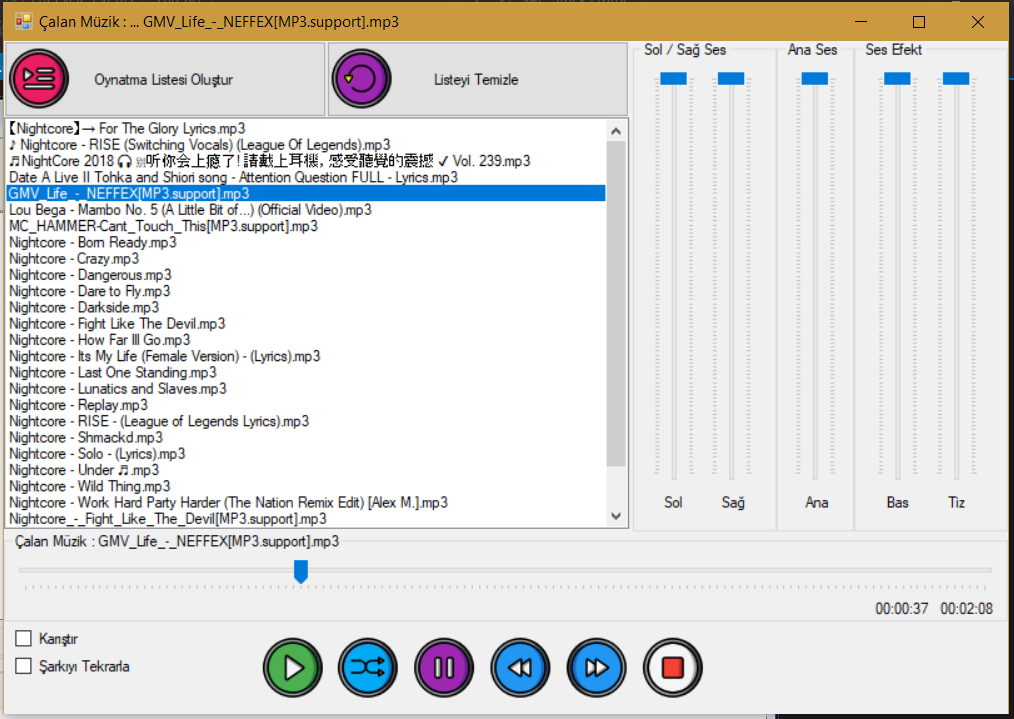 Çalan Müzik : ... GMV_Life_-_NEFFEX[MP3.support].mp3
Oynatma Listesi Oluştur
Listeyi Temizle
Sol / Sağ Ses
Ana Ses
Ses Efekt
【Nightcore】→ For The Glory Lyrics.mp3
♪ Nightcore - RISE (Switching Vocals) (League Of Legends).mp3
♬NightCore 2018 🎧 别听你会上瘾了! 請戴上耳機, 感受聽覺的震撼 ✓ Vol. 239.mp3
Date A Live II Tohka and Shiori song - Attention Question FULL - Lyrics.mp3
GMV_Life_-_NEFFEX[MP3.support].mp3
Lou Bega - Mambo No. 5 (A Little Bit of...) (Official Video).mp3
MC_HAMMER-Cant_Touch_This[MP3.support].mp3
Nightcore - Born Ready.mp3
Nightcore - Crazy.mp3
Nightcore - Dangerous.mp3
Nightcore - Dare to Fly.mp3
Nightcore - Darkside.mp3
Nightcore - Fight Like The Devil.mp3
Nightcore - How Far Ill Go.mp3
Nightcore - Its My Life (Female Version) - (Lyrics).mp3
Nightcore - Last One Standing.mp3
Nightcore - Lunatics and Slaves.mp3
Nightcore - Replay.mp3
Nightcore - RISE - (League of Legends Lyrics).mp3
Nightcore - Shmackd.mp3
Nightcore - Solo - (Lyrics).mp3
Nightcore - Under ♬.mp3
Nightcore - Wild Thing.mp3
Nightcore - Work Hard Party Harder (The Nation Remix Edit) [Alex M.].mp3
Nightcore_-_Fight_Like_The_Devil[MP3.support].mp3
Sol Sağ Ana Bas Tiz
Çalan Müzik : GMV_Life_-_NEFFEX[MP3.support].mp3
00:00:37 00:02:08
Karıştır
Şarkıyı Tekrarla